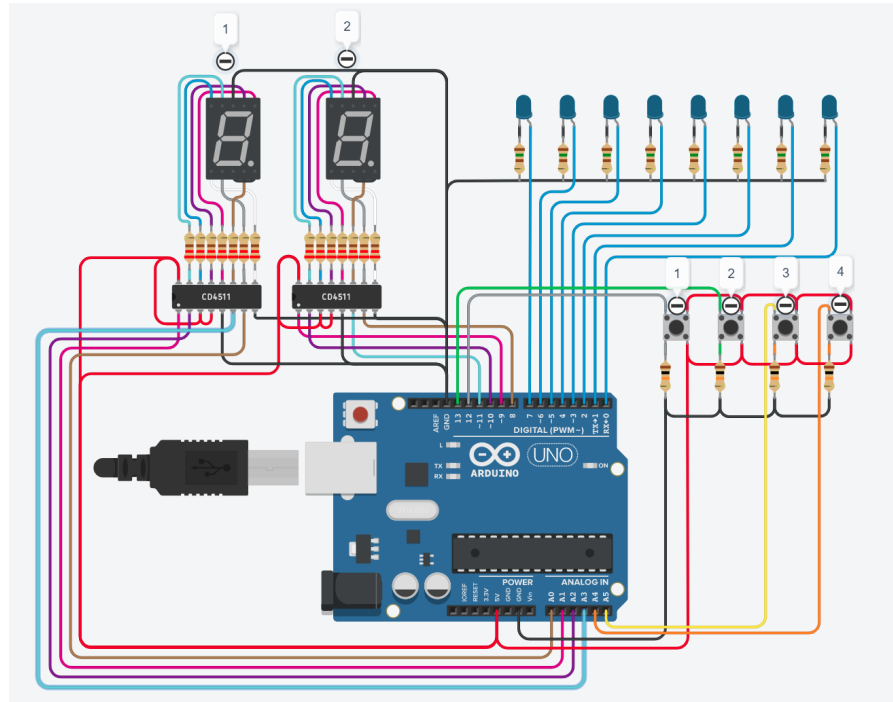 1
2
1
2
3
4
CD4511
CD4511
AREF
GND
13
12
~11
~10
~9
8
7
~6
~5
4
~3
2
TX→1
RX←0
DIGITAL (PWM~)
L
TX
RX
UNO
ON
ARDUINO
POWER
ANALOG IN
IOREF
RESET
3.3V
5V
GND
GND
Vin
A0
A1
A2
A3
A4
A5